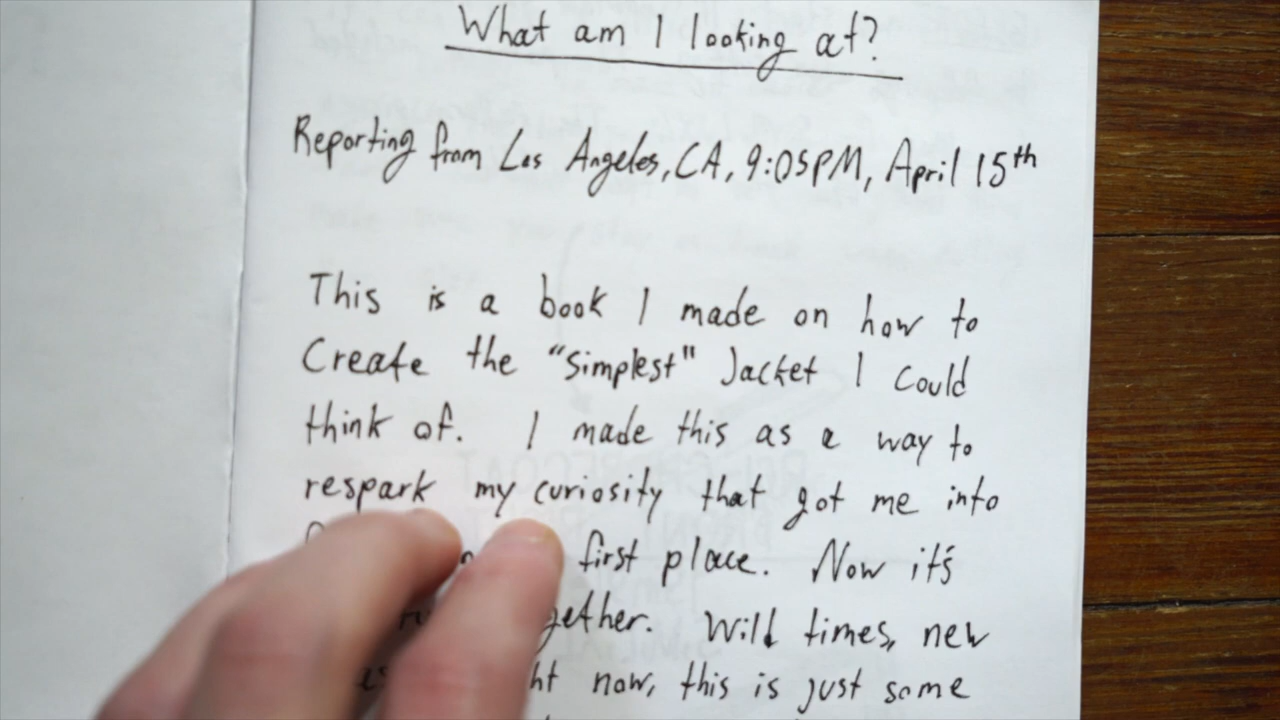 What am I looking at?
Reporting from Los Angeles, CA, 9:05PM, April 15th
This is a book I made on how to
Create the "simplest" Jacket I could
think of. I made this as a way to
respark my curiosity that got me into
first place. Now it's
Wild times, new
now, this is just some